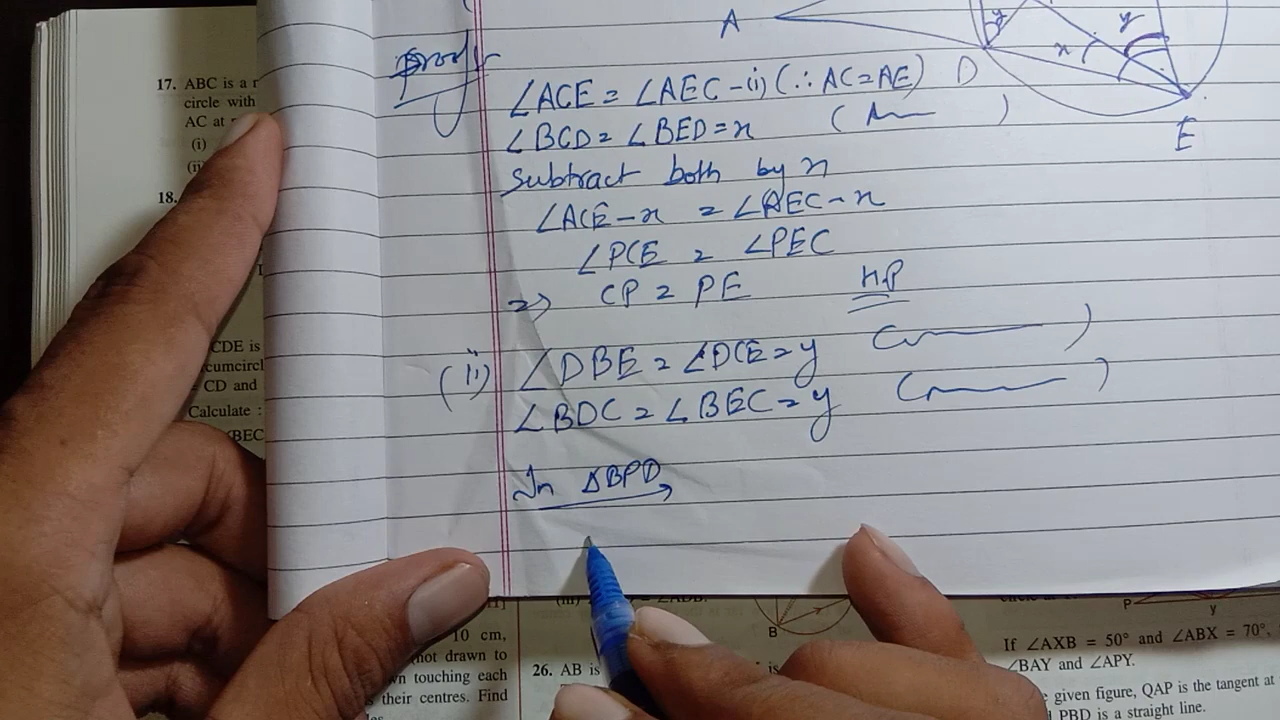 17. ABC is a
circle with
AC at
(i)
(ii)
18.
CDE is
cumcircl
CD and
Calculate :
BEC
A
y
x
y
D
E
Proof
∠ACE = ∠AEC -(i) (∴ AC=AE)
∠BCD = ∠BED = x ( )
Subtract both by x
∠ACE - x = ∠AEC - x
∠PCE = ∠PEC
=> CP = PE HP
(ii) ∠DBE = ∠DCE = y ( )
∠BDC = ∠BEC = y ( )
In ΔBPD
10 cm,
not drawn to
n touching each
their centres. Find
B
26. AB is
is
P
y
If ∠AXB = 50° and ∠ABX = 70°,
∠BAY and ∠APY.
given figure, QAP is the tangent at
PBD is a straight line.